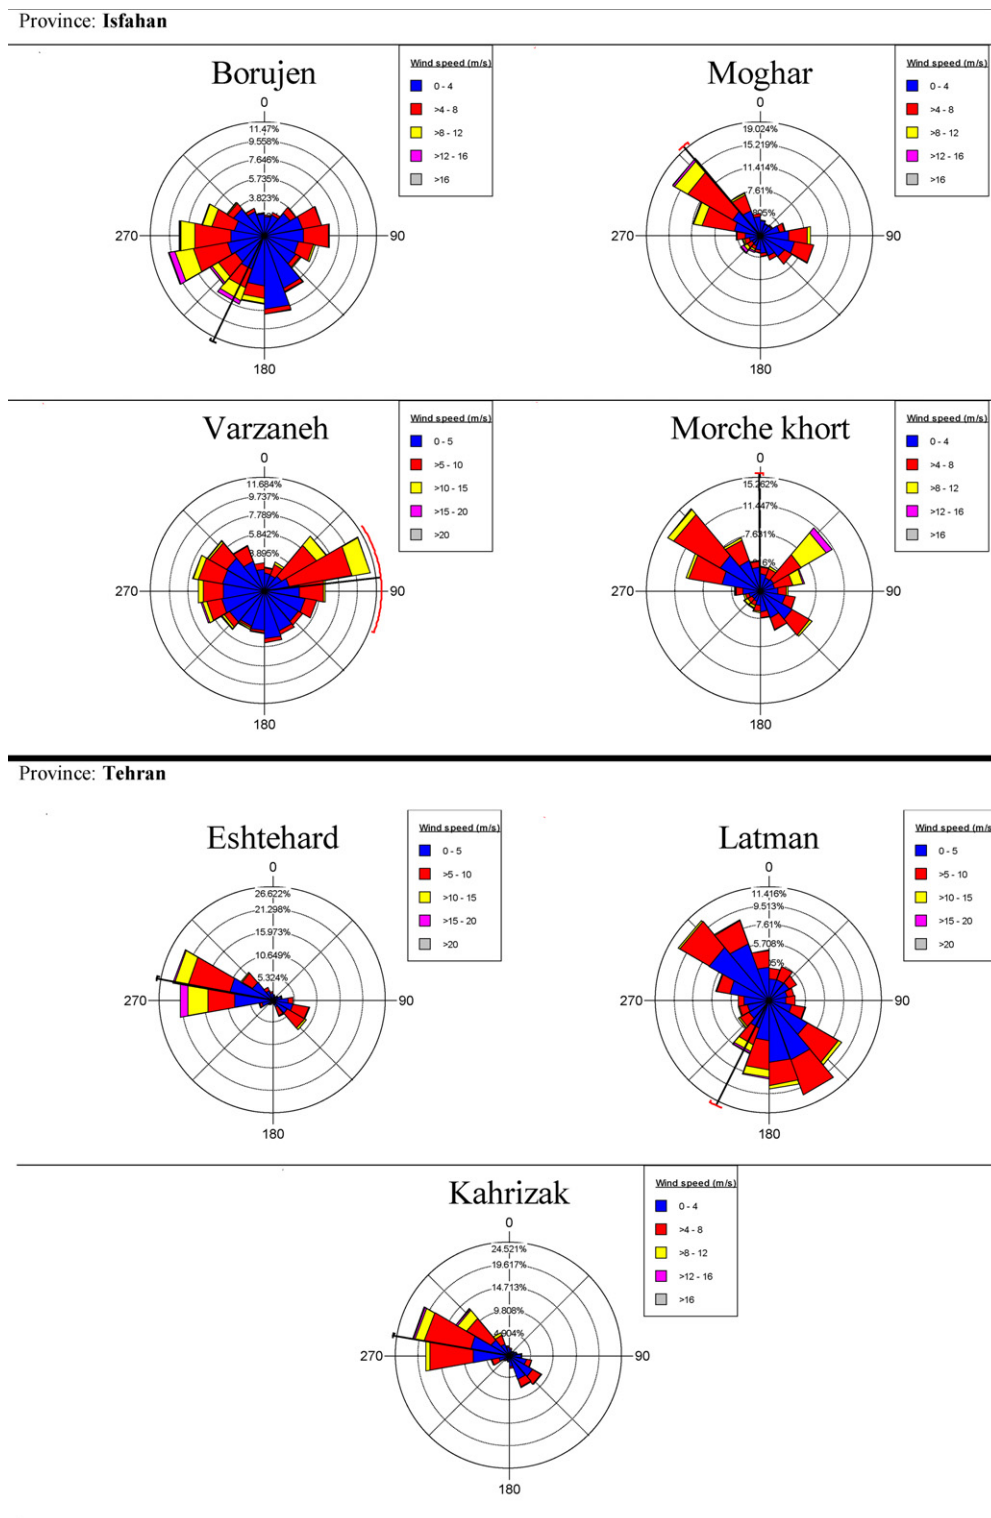 Province: Isfahan
Borujen
Wind speed (m/s)
0 - 4
>4 - 8
>8 - 12
>12 - 16
>16
0
11.47%
9.558%
7.646%
5.735%
3.823%
270
90
180
Moghar
Wind speed (m/s)
0 - 4
>4 - 8
>8 - 12
>12 - 16
>16
0
19.024%
15.219%
11.414%
7.61%
270
90
180
Varzaneh
Wind speed (m/s)
0 - 5
>5 - 10
>10 - 15
>15 - 20
>20
0
11.684%
9.737%
7.789%
5.842%
3.895%
270
90
180
Morche khort
Wind speed (m/s)
0 - 4
>4 - 8
>8 - 12
>12 - 16
>16
0
15.262%
11.447%
7.631%
270
90
180
Province: Tehran
Eshtehard
Wind speed (m/s)
0 - 5
>5 - 10
>10 - 15
>15 - 20
>20
0
26.622%
21.298%
15.973%
10.649%
5.324%
270
90
180
Latman
Wind speed (m/s)
0 - 5
>5 - 10
>10 - 15
>15 - 20
>20
0
11.416%
9.513%
7.61%
5.708%
270
90
180
Kahrizak
Wind speed (m/s)
0 - 4
>4 - 8
>8 - 12
>12 - 16
>16
0
24.521%
19.617%
14.713%
9.808%
4.904%
270
90
180